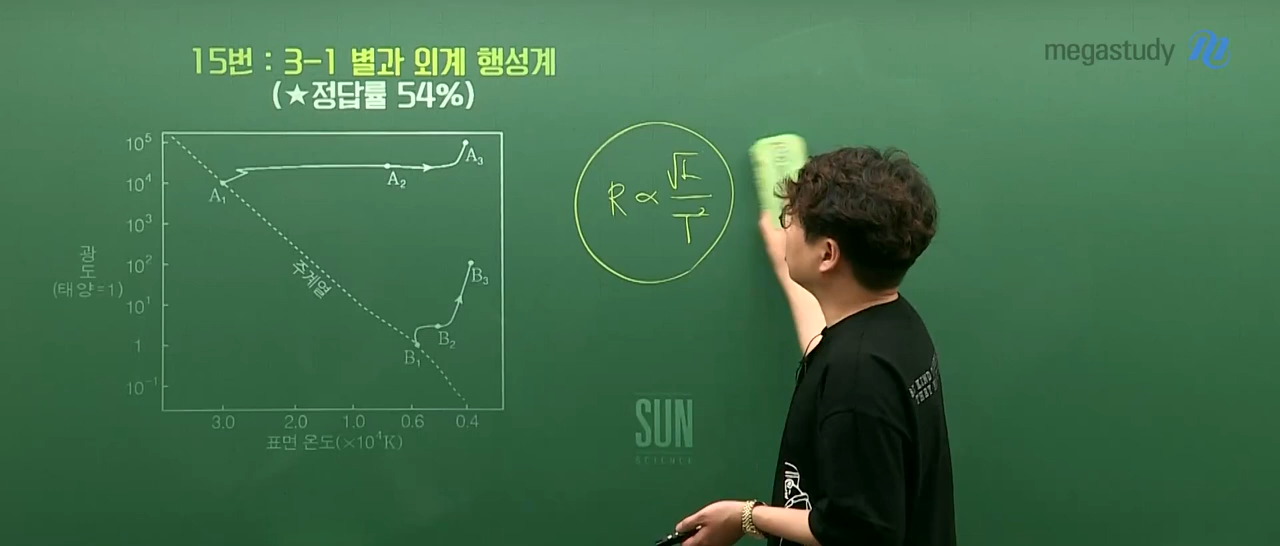 15번 : 3-1 별과 외계 행성계
(★정답률 54%)
megastudy
10⁵
10⁴
10³
10²
10¹
1
10⁻¹
광도
(태양=1)
A₁
A₂
A₃
주계열
B₁
B₂
B₃
3.0 2.0 1.0 0.6 0.4
표면 온도(×10⁴K)
R ∝ √L / T²
SUN
SCIENCE